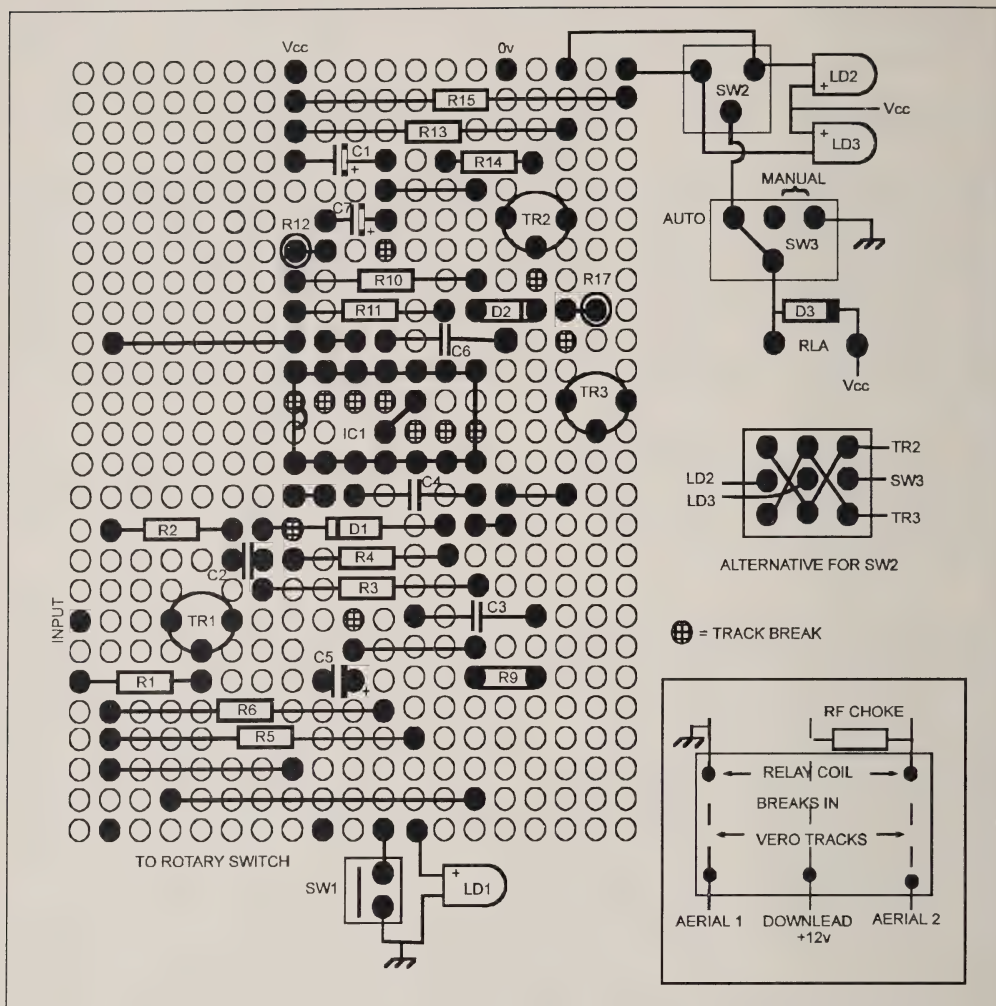 Vcc
0v
R15
R13
C1
+
R14
C7
+
R12
TR2
R10
R17
R11
D2
C6
TR3
IC1
C4
R2
D1
C2
R4
R3
INPUT
TR1
C3
C5
+
R1
R9
R6
R5
TO ROTARY SWITCH
SW1
+
LD1
SW2
+
LD2
Vcc
+
LD3
MANUAL
AUTO
SW3
D3
RLA
Vcc
TR2
LD2
SW3
LD3
TR3
ALTERNATIVE FOR SW2
= TRACK BREAK
RF CHOKE
RELAY COIL
BREAKS IN
VERO TRACKS
AERIAL 1 DOWNLEAD AERIAL 2
+12v